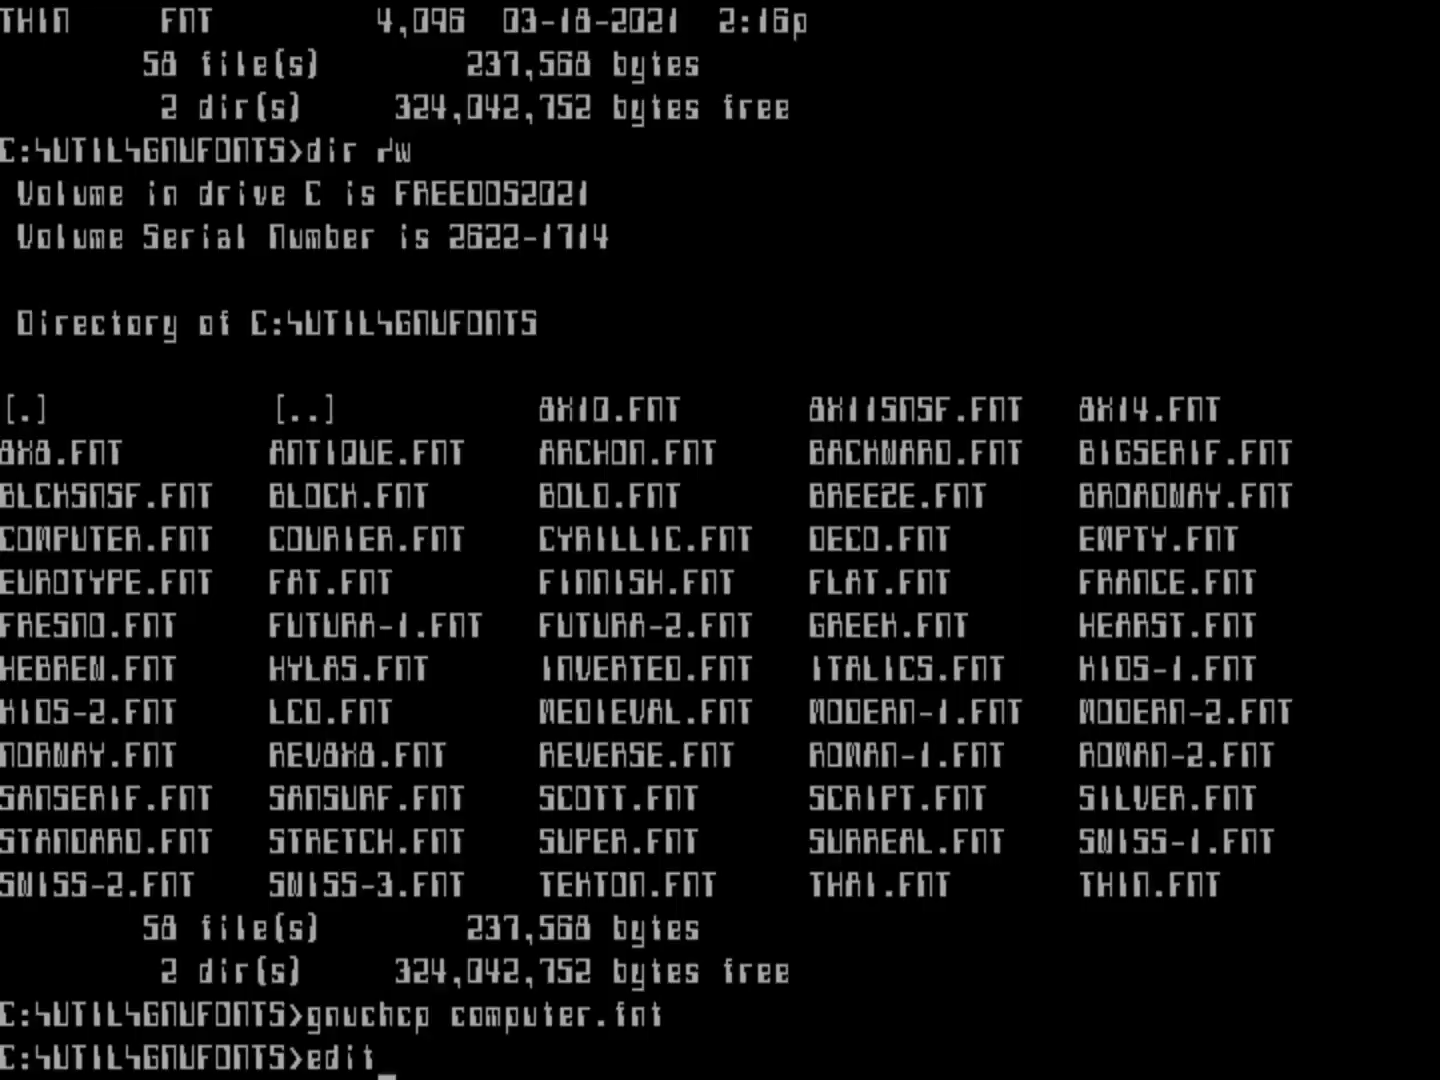 THIN     FNT         4,096  03-18-2021  2:16p
        58 file(s)        237,568 bytes
         2 dir(s)     324,042,752 bytes free
C:\UTIL\GNUFONTS>dir /w
 Volume in drive C is FREEDOS2021
 Volume Serial Number is 2622-1714
 Directory of C:\UTIL\GNUFONTS
[.]            [..]           8X10.FNT       8X11SNSF.FNT   8X14.FNT
8X8.FNT        ANTIQUE.FNT    ARCHON.FNT     BACKWARD.FNT   BIGSERIF.FNT
BLCKSNSF.FNT   BLOCK.FNT      BOLD.FNT       BREEZE.FNT     BROADWAY.FNT
COMPUTER.FNT   COURIER.FNT    CYRILLIC.FNT   DECO.FNT       EMPTY.FNT
EUROTYPE.FNT   FAT.FNT        FINNISH.FNT    FLAT.FNT       FRANCE.FNT
FRESNO.FNT     FUTURA-1.FNT   FUTURA-2.FNT   GREEK.FNT      HEARST.FNT
HEBREW.FNT     HYLAS.FNT      INVERTED.FNT   ITALICS.FNT    KIDS-1.FNT
KIDS-2.FNT     LCD.FNT        MEDIEVAL.FNT   MODERN-1.FNT   MODERN-2.FNT
NORWAY.FNT     REV8X8.FNT     REVERSE.FNT    ROMAN-1.FNT    ROMAN-2.FNT
SANSERIF.FNT   SANSURF.FNT    SCOTT.FNT      SCRIPT.FNT     SILVER.FNT
STANDARD.FNT   STRETCH.FNT    SUPER.FNT      SURREAL.FNT    SWISS-1.FNT
SWISS-2.FNT    SWISS-3.FNT    TEKTON.FNT     THAI.FNT       THIN.FNT
        58 file(s)        237,568 bytes
         2 dir(s)     324,042,752 bytes free
C:\UTIL\GNUFONTS>gnuchcp computer.fnt
C:\UTIL\GNUFONTS>edit_